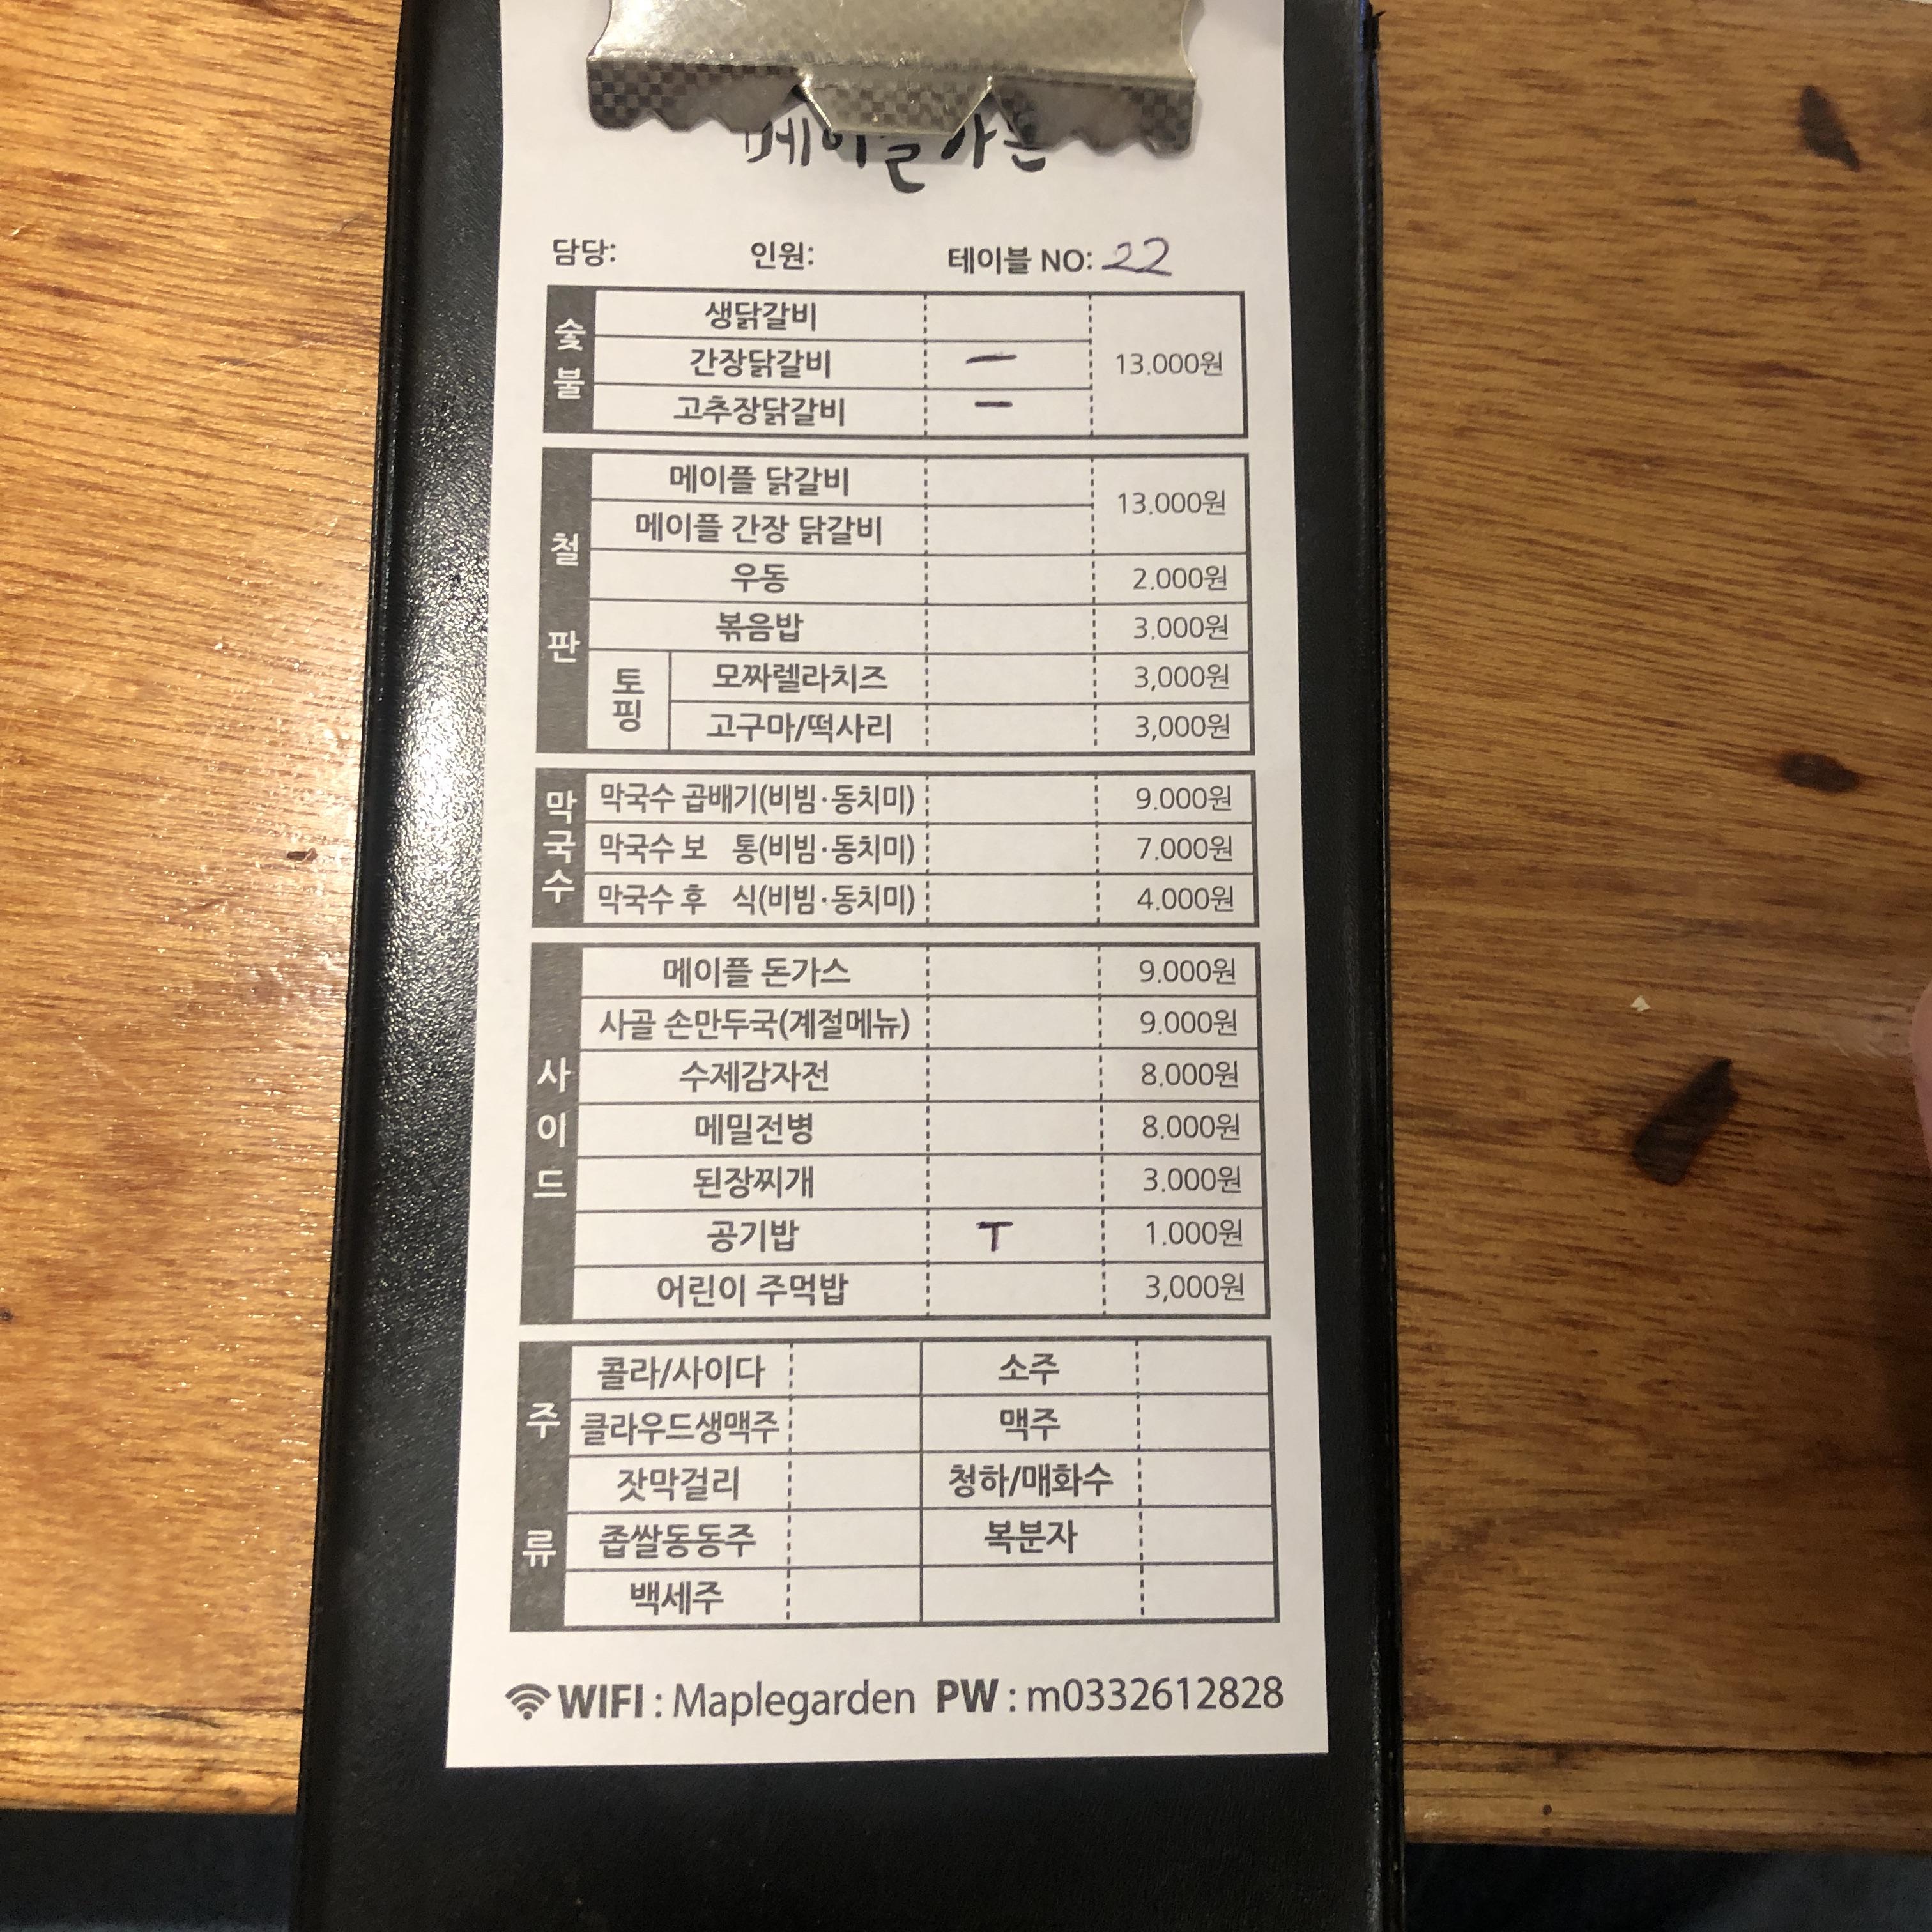 메이플가든
담당: 인원: 테이블 NO: 22
숯불
생닭갈비
간장닭갈비 一 13.000원
고추장닭갈비 一
철판
메이플 닭갈비
13.000원
메이플 간장 닭갈비
우동 2.000원
볶음밥 3.000원
토핑
모짜렐라치즈 3,000원
고구마/떡사리 3,000원
막국수
막국수 곱배기(비빔·동치미) 9.000원
막국수 보 통(비빔·동치미) 7.000원
막국수 후 식(비빔·동치미) 4.000원
사이드
메이플 돈가스 9.000원
사골 손만두국(계절메뉴) 9.000원
수제감자전 8.000원
메밀전병 8.000원
된장찌개 3.000원
공기밥 T 1.000원
어린이 주먹밥 3,000원
주류
콜라/사이다 소주
클라우드생맥주 맥주
잣막걸리 청하/매화수
좁쌀동동주 복분자
백세주
WIFI : Maplegarden PW : m0332612828